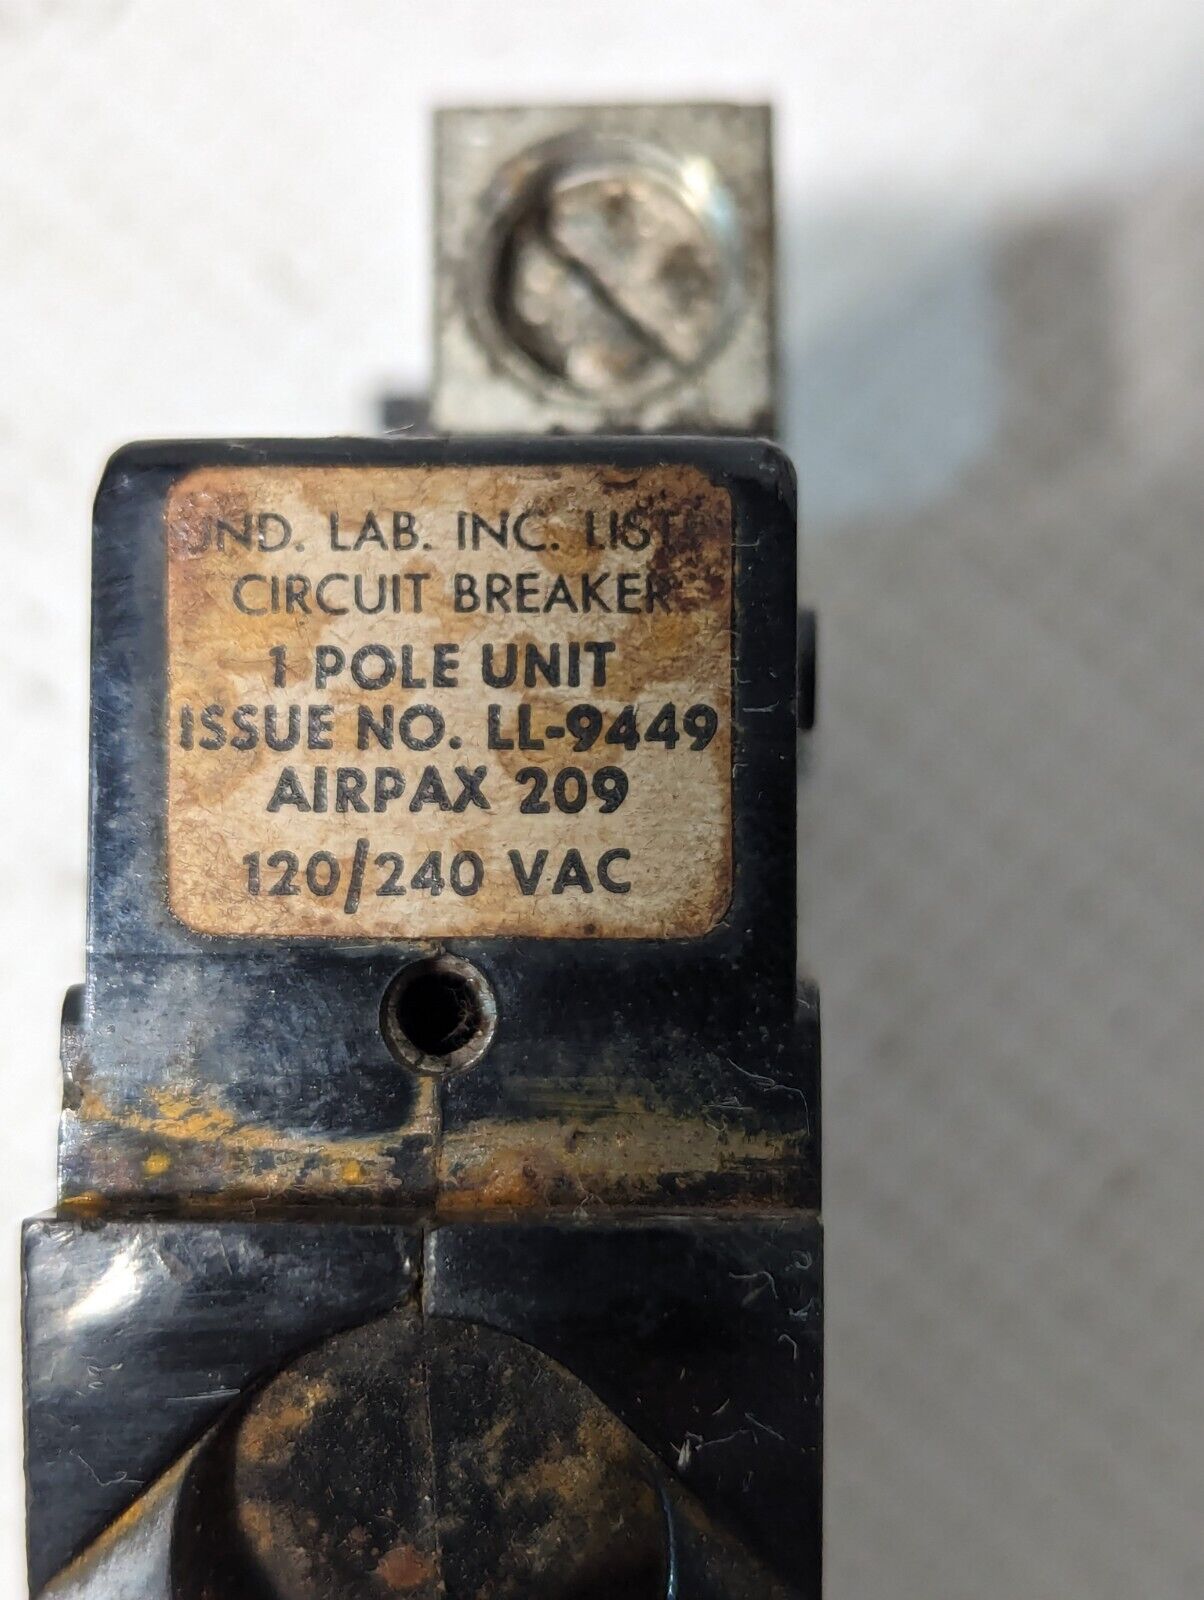 UND. LAB. INC. LIST
CIRCUIT BREAKER
1 POLE UNIT
ISSUE NO. LL-9449
AIRPAX 209
120/240 VAC